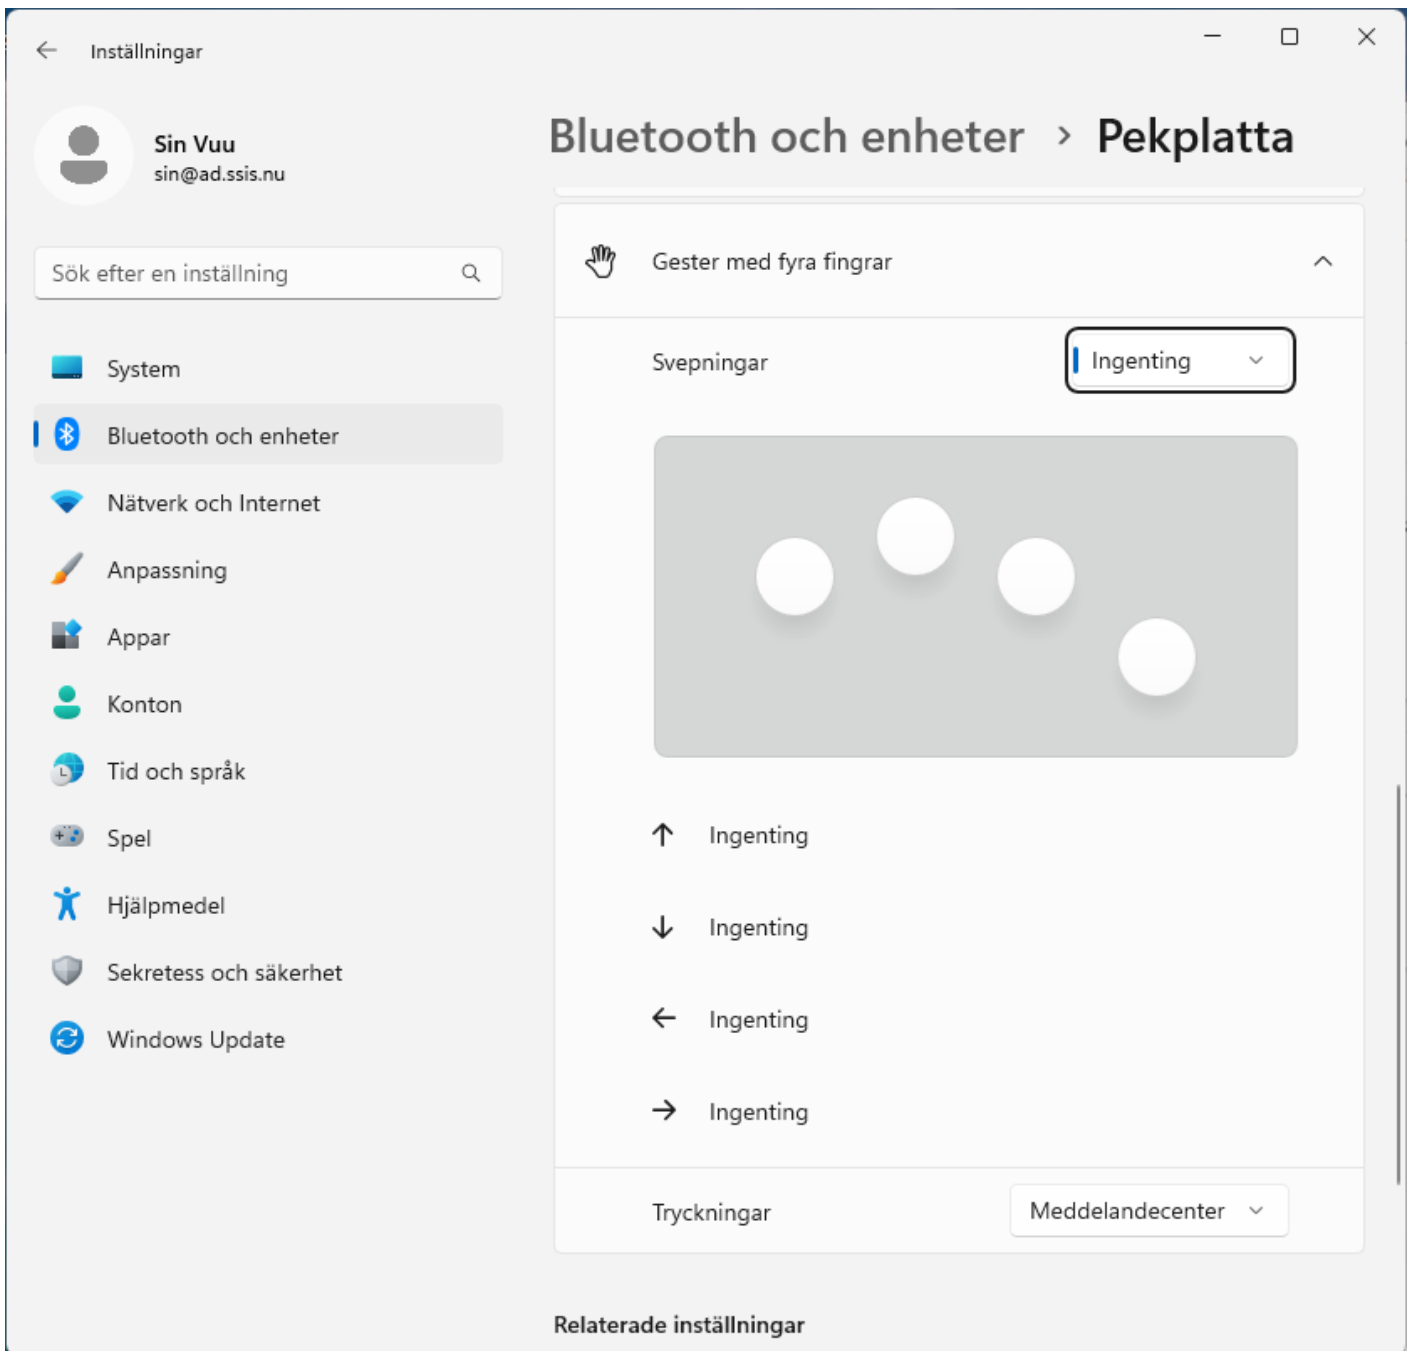 Inställningar
Sin Vuu
sin@ad.ssis.nu
Sök efter en inställning
System
Bluetooth och enheter
Nätverk och Internet
Anpassning
Appar
Konton
Tid och språk
Spel
Hjälpmedel
Sekretess och säkerhet
Windows Update
Bluetooth och enheter › Pekplatta
Gester med fyra fingrar
Svepningar
Ingenting
↑ Ingenting
↓ Ingenting
← Ingenting
→ Ingenting
Tryckningar
Meddelandecenter
Relaterade inställningar